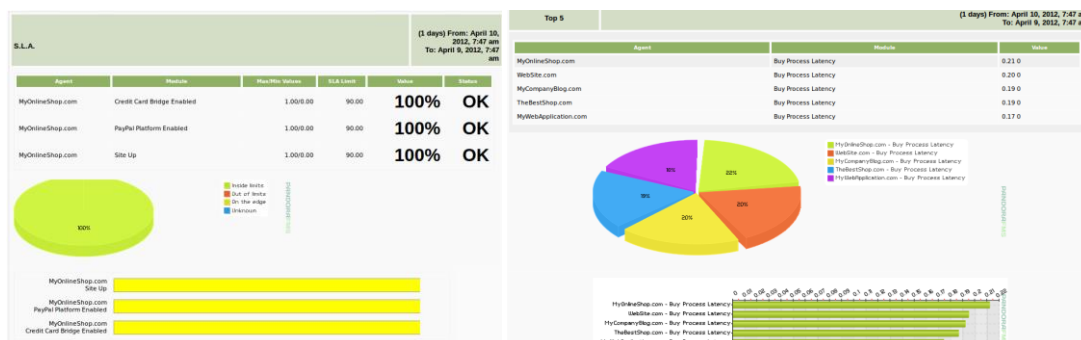 S.L.A.
(1 days) From: April 10,
2012, 7:47 am
To: April 9, 2012, 7:47
am
Agent Module Max/Min Values SLA Limit Value Status
MyOnlineShop.com Credit Card Bridge Enabled 1.00/0.00 90.00 100% OK
MyOnlineShop.com PayPal Platform Enabled 1.00/0.00 90.00 100% OK
MyOnlineShop.com Site Up 1.00/0.00 90.00 100% OK
100%
Inside limits
Out of limits
On the edge
Unknown
PANDORAFMS
MyOnlineShop.com
Site Up
MyOnlineShop.com
PayPal Platform Enabled
MyOnlineShop.com
Credit Card Bridge Enabled
Top 5
(1 days) From: April 10, 2012, 7:47 a
To: April 9, 2012, 7:47 a
Agent Module Value
MyOnlineShop.com Buy Process Latency 0.21 0
WebSite.com Buy Process Latency 0.20 0
MyCompanyBlog.com Buy Process Latency 0.19 0
TheBestShop.com Buy Process Latency 0.19 0
MyWebApplication.com Buy Process Latency 0.17 0
22%
20%
20%
19%
18%
MyOnlineShop.com - Buy Process Latency
WebSite.com - Buy Process Latency
MyCompanyBlog.com - Buy Process Latency
TheBestShop.com - Buy Process Latency
MyWebApplication.com - Buy Process Latency
PANDORAFMS
MyOnlineShop.com - Buy Process Latency
WebSite.com - Buy Process Latency
MyCompanyBlog.com - Buy Process Latency
TheBestShop.com - Buy Process Latency